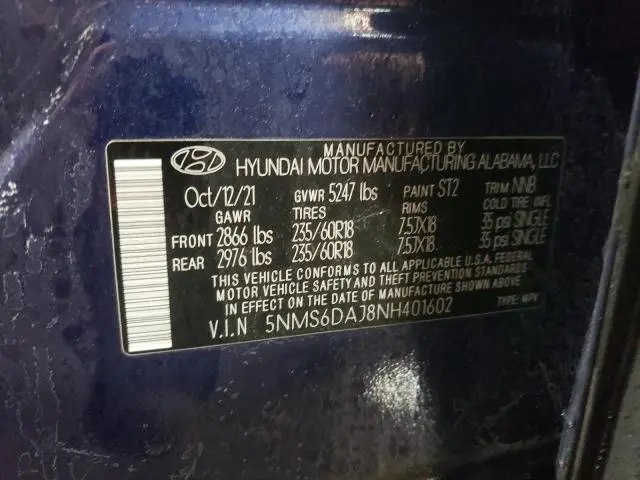 MANUFACTURED BY
HYUNDAI MOTOR MANUFACTURING ALABAMA, LLC
Oct/12/21 GVWR 5247 lbs PAINT ST2 TRIM NNB
GAWR TIRES RIMS COLD TIRE INFL
FRONT 2866 lbs 235/60R18 7.5JX18 35 psi SINGLE
REAR 2976 lbs 235/60R18 7.5JX18 35 psi SINGLE
THIS VEHICLE CONFORMS TO ALL APPLICABLE U.S.A. FEDERAL
MOTOR VEHICLE SAFETY AND THEFT PREVENTION STANDARDS
IN EFFECT ON THE DATE OF MANUFACTURE SHOWN ABOVE.
V.I.N 5NMS6DAJ8NH401602 TYPE: MPV